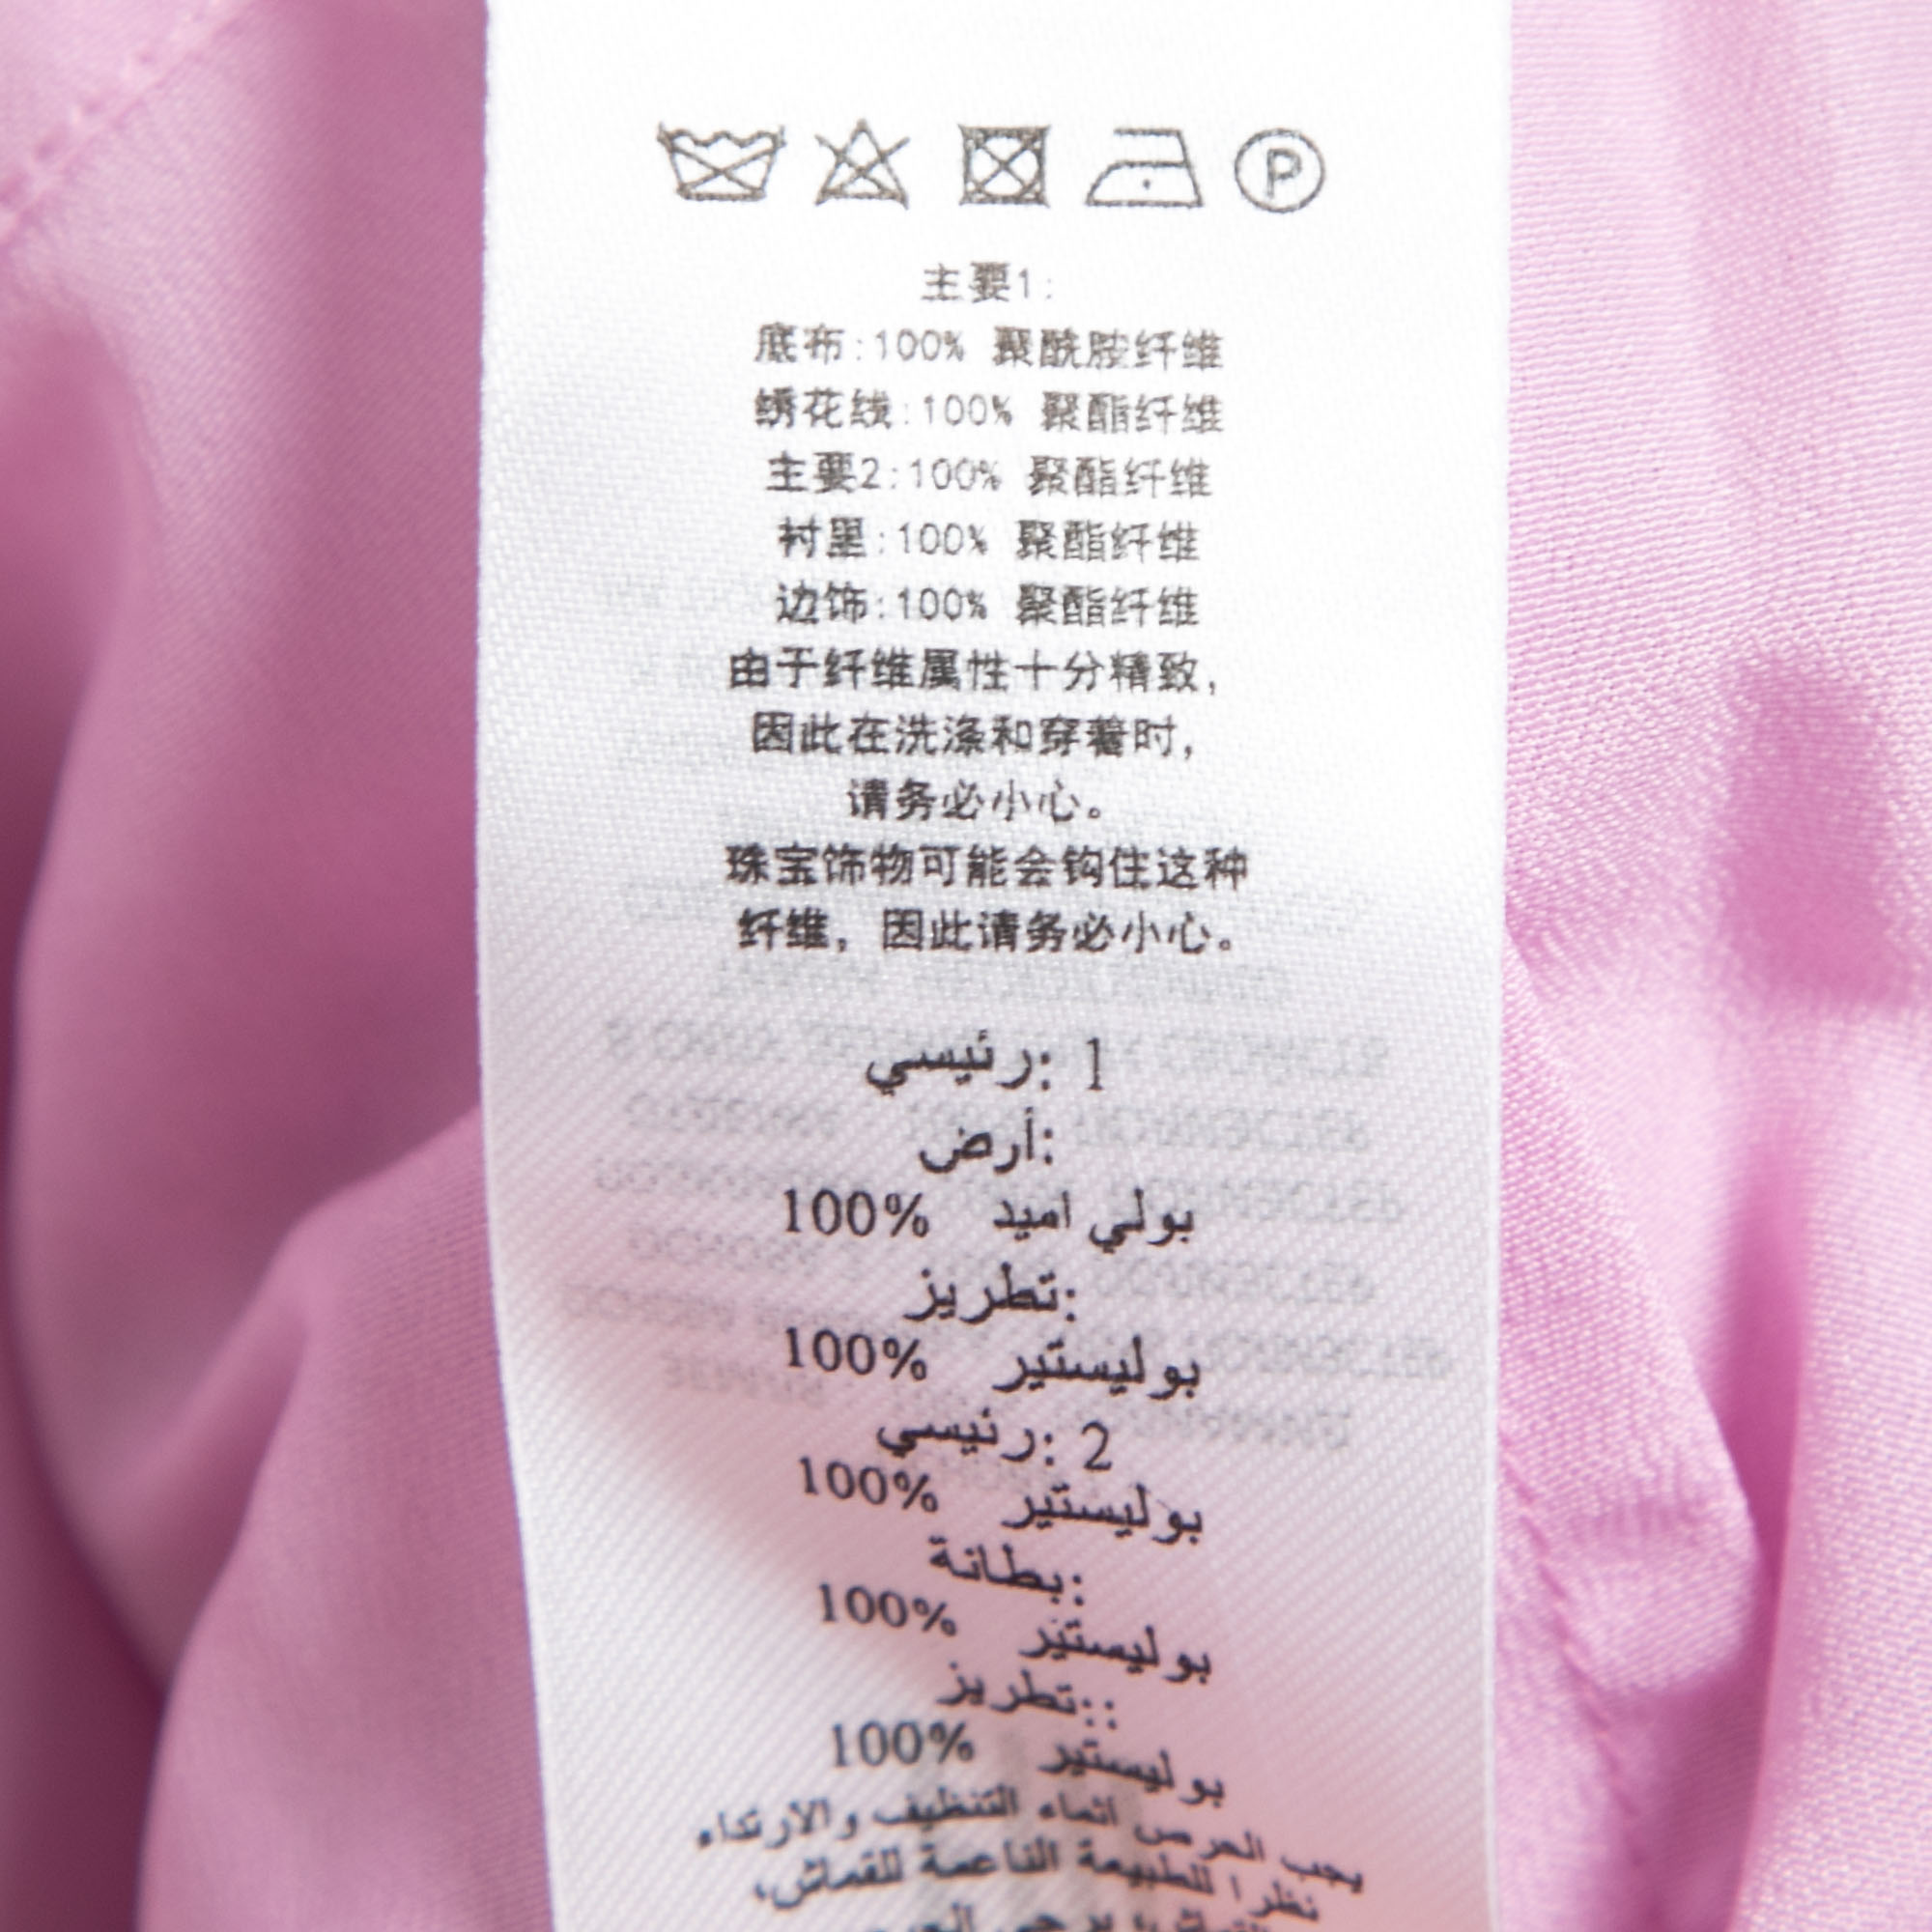 P
主要1:
底布:100% 聚酰胺纤维
绣花线:100% 聚酯纤维
主要2:100% 聚酯纤维
衬里:100% 聚酯纤维
边饰:100% 聚酯纤维
由于纤维属性十分精致，
因此在洗涤和穿着时，
请务必小心。
珠宝饰物可能会钩住这种
纤维，因此请务必小心。
1 :رئيسي
:أرض
بولي اميد 100%
:تطريز
بوليستير 100%
2 :رئيسي
بوليستير 100%
:بطانة
بوليستير 100%
::تطريز
بوليستير 100%
يجب الحرص اثناء التنظيف والارتداء
نظرا للطبيعة الناعمة للقماش،